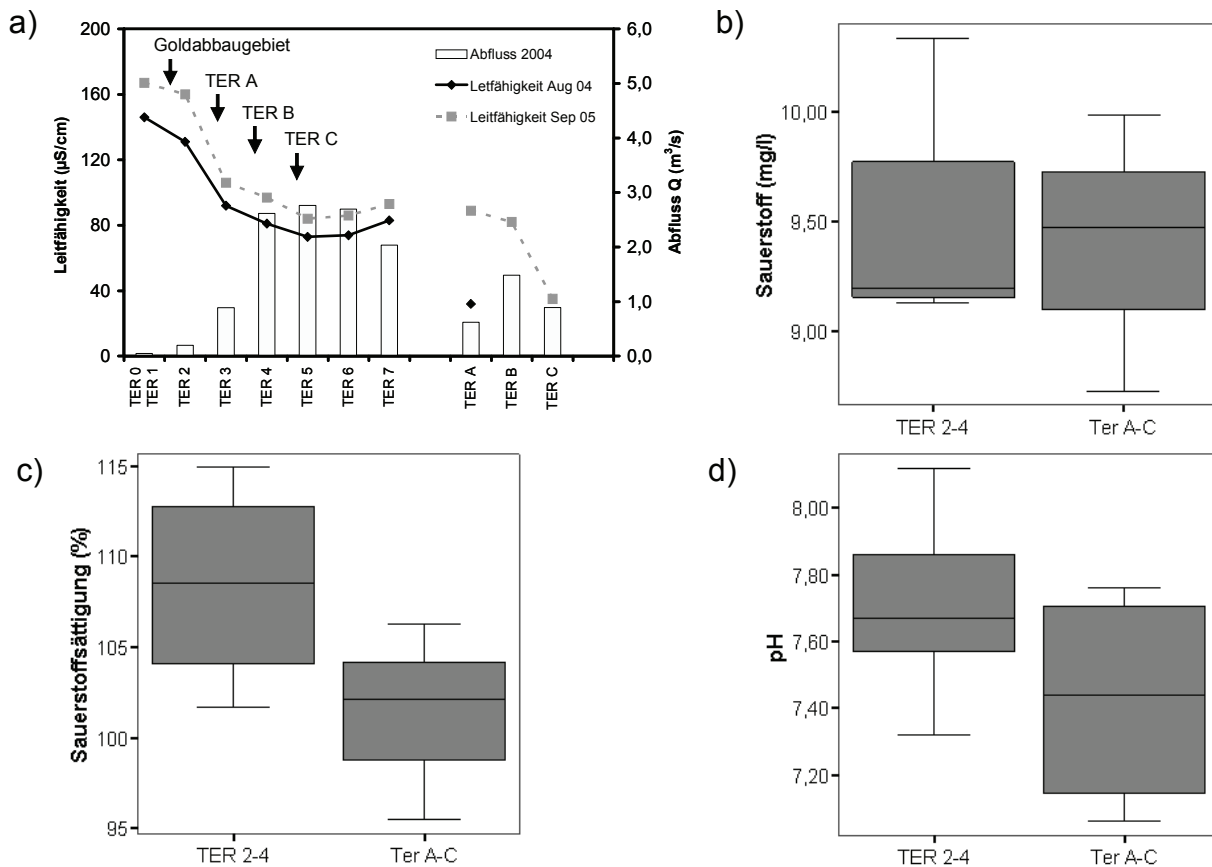 a)
200
160
120
80
40
0
Leitfähigkeit (µS/cm)
Goldabbaugebiet
TER A
TER B
TER C
Abfluss 2004
Letfähigkeit Aug 04
Leitfähigkeit Sep 05
6,0
5,0
4,0
3,0
2,0
1,0
0,0
Abfluss Q (m³/s)
TER 0
TER 1
TER 2
TER 3
TER 4
TER 5
TER 6
TER 7
TER A
TER B
TER C
b)
Sauerstoff (mg/l)
10,00
9,50
9,00
TER 2-4
Ter A-C
c)
Sauerstoffsättigung (%)
115
110
105
100
95
TER 2-4
Ter A-C
d)
pH
8,00
7,80
7,60
7,40
7,20
TER 2-4
Ter A-C